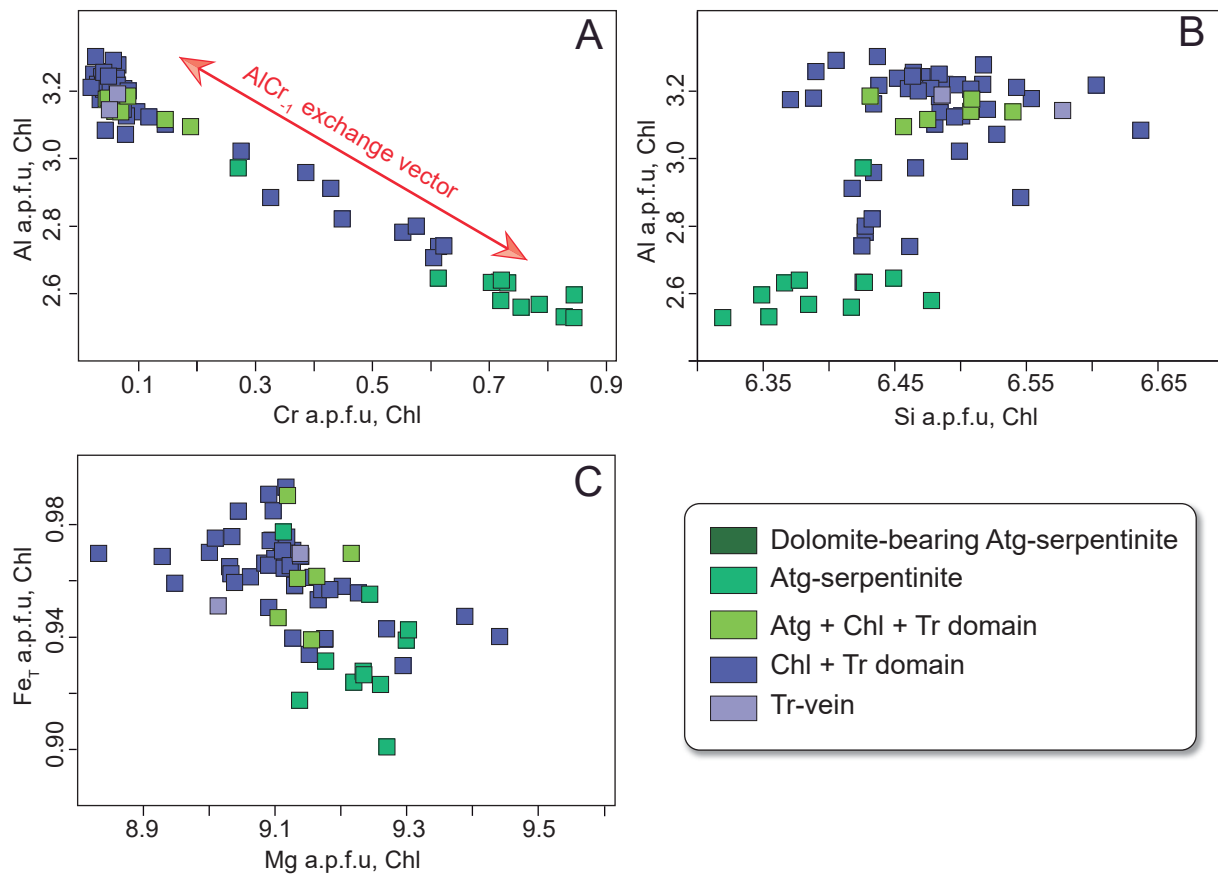 A
AlCr-1 exchange vector
3.2
3.0
2.8
2.6
Al a.p.f.u, Chl
0.1 0.3 0.5 0.7 0.9
Cr a.p.f.u, Chl
B
3.2
3.0
2.8
2.6
Al a.p.f.u, Chl
6.35 6.45 6.55 6.65
Si a.p.f.u, Chl
C
0.98
0.94
0.90
FeT a.p.f.u, Chl
8.9 9.1 9.3 9.5
Mg a.p.f.u, Chl
Dolomite-bearing Atg-serpentinite
Atg-serpentinite
Atg + Chl + Tr domain
Chl + Tr domain
Tr-vein